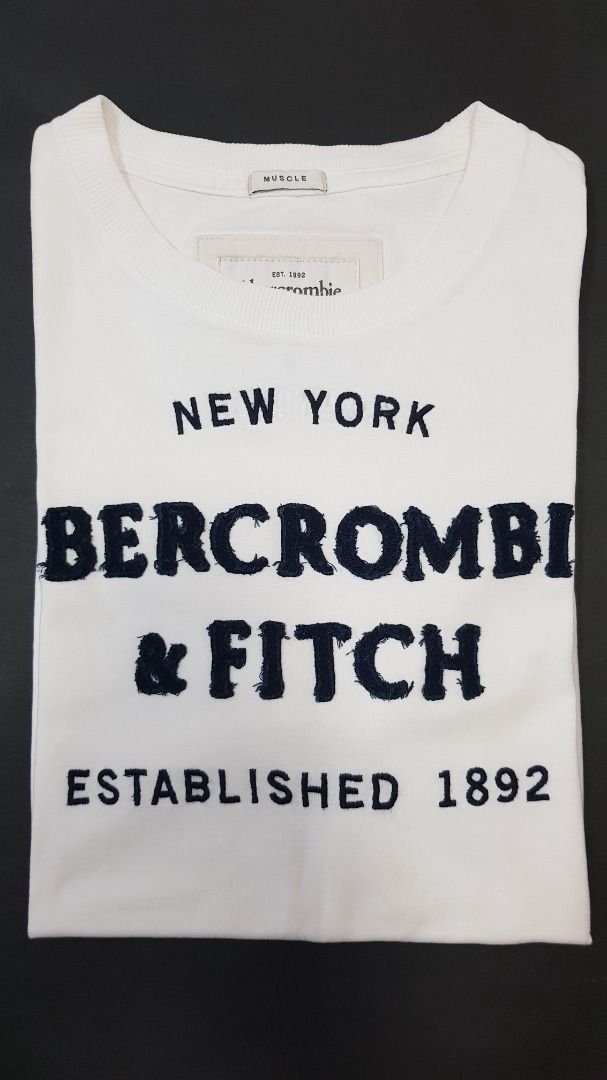 MUSCLE
EST. 1892
NEW YORK
BERCROMBI
& FITCH
ESTABLISHED 1892